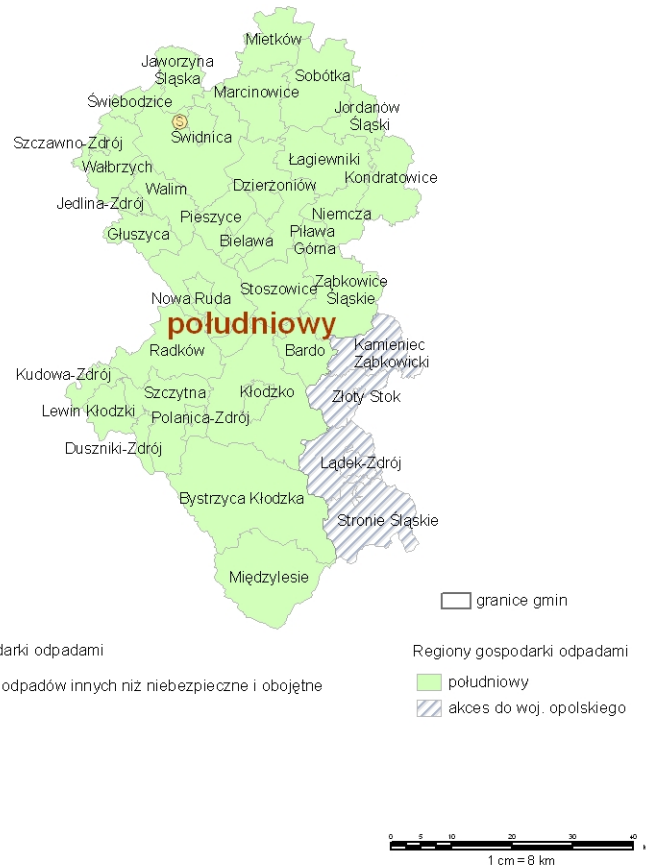 Mietków
Jaworzyna
Śląska
Sobótka
Marcinowice
Świebodzice
Jordanów
Śląski
S
Świdnica
Szczawno-Zdrój
Łagiewniki
Wałbrzych
Kondratowice
Walim
Dzierżoniów
Jedlina-Zdrój
Pieszyce
Niemcza
Głuszyca
Bielawa
Piława
Górna
Stoszowice
Ząbkowice
Śląskie
Nowa Ruda
południowy
Radków
Bardo
Kamieniec
Ząbkowicki
Kudowa-Zdrój
Szczytna
Kłodzko
Złoty Stok
Lewin Kłodzki
Polanica-Zdrój
Duszniki-Zdrój
Lądek-Zdrój
Bystrzyca Kłodzka
Stronie Śląskie
Międzylesie
granice gmin
darki odpadami
Regiony gospodarki odpadami
odpadów innych niż niebezpieczne i obojętne
południowy
akces do woj. opolskiego
0 5 10 20 30 40
1 cm = 8 km